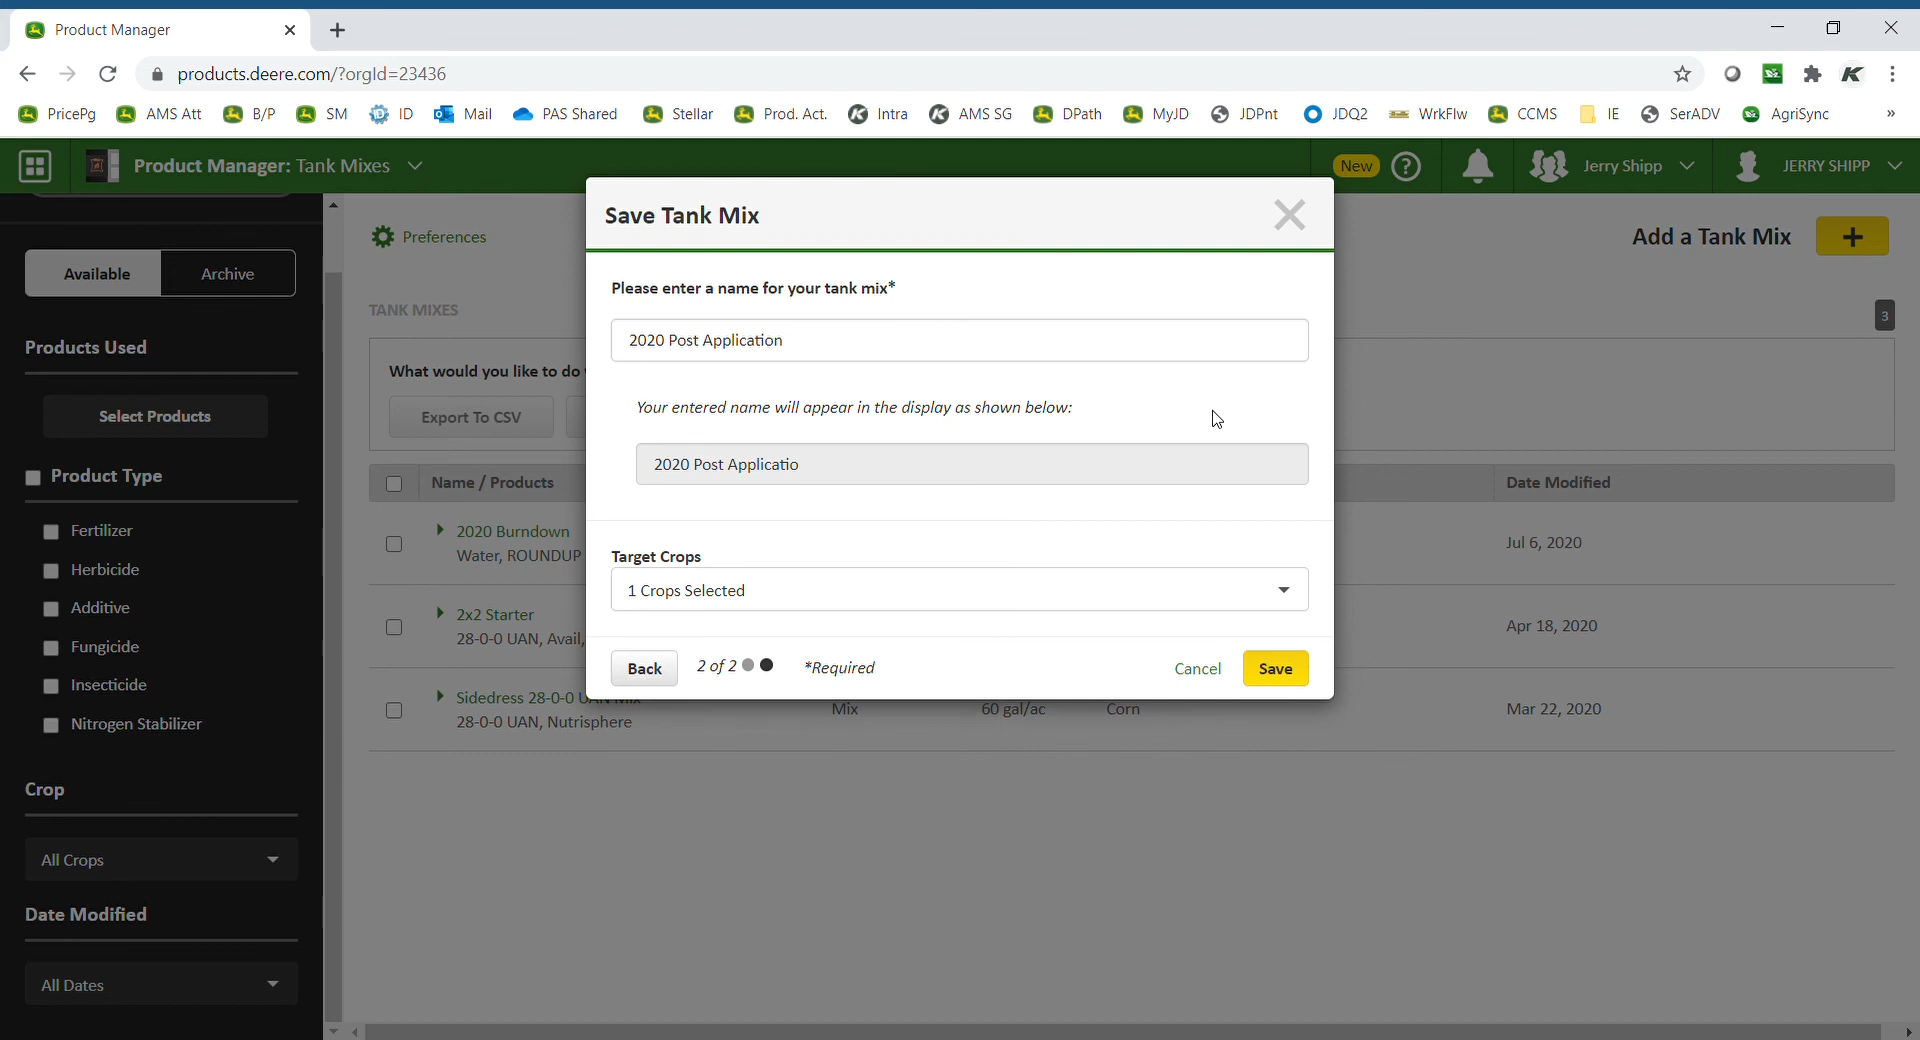 Product Manager
products.deere.com/?orgId=23436
PricePg AMS Att B/P SM ID Mail PAS Shared Stellar Prod. Act. Intra AMS SG DPath MyJD JDPnt JDQ2 WrkFlw CCMS IE SerADV AgriSync »
Product Manager: Tank Mixes
New
Jerry Shipp
JERRY SHIPP
Available Archive
Products Used
Select Products
Product Type
Fertilizer
Herbicide
Additive
Fungicide
Insecticide
Nitrogen Stabilizer
Crop
All Crops
Date Modified
All Dates
Preferences
Add a Tank Mix
TANK MIXES
3
What would you like to do
Export To CSV
Name / Products Date Modified
2020 Burndown
Water, ROUNDUP
Jul 6, 2020
2x2 Starter
28-0-0 UAN, Avail,
Apr 18, 2020
Sidedress 28-0-0 UAN Mix
28-0-0 UAN, Nutrisphere
Mix 60 gal/ac Corn Mar 22, 2020
Save Tank Mix
Please enter a name for your tank mix*
2020 Post Application
Your entered name will appear in the display as shown below:
2020 Post Applicatio
Target Crops
1 Crops Selected
Back 2 of 2 *Required Cancel Save